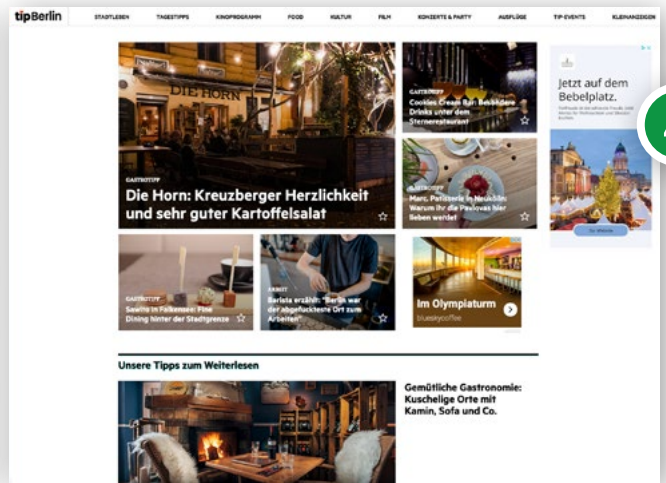 tipBerlin
STADTLEBEN
TAGESTIPPS
KINOPROGRAMM
FOOD
KULTUR
FILM
KONZERTE & PARTY
AUSFLÜGE
TIP EVENTS
KLEINANZEIGEN
DIE HORN
GASTROTIPP
Die Horn: Kreuzberger Herzlichkeit
und sehr guter Kartoffelsalat
GASTROTIPP
Cookies Cream Bar: Besondere
Drinks unter dem
Sternerestaurant
GASTROTIPP
Marc. Patisserie in Neukölln:
Warum ihr die Pavlovas hier
lieben werdet
Jetzt auf dem
Bebelplatz.
Zur Website
GASTROTIPP
Sawito in Falkensee: Fine
Dining hinter der Stadtgrenze
ARBEIT
Barista erzählt: "Berlin war
der abgefuckteste Ort zum
Arbeiten"
Im Olympiaturm
blueskycoffee
Unsere Tipps zum Weiterlesen
Gemütliche Gastronomie:
Kuschelige Orte mit
Kamin, Sofa und Co.